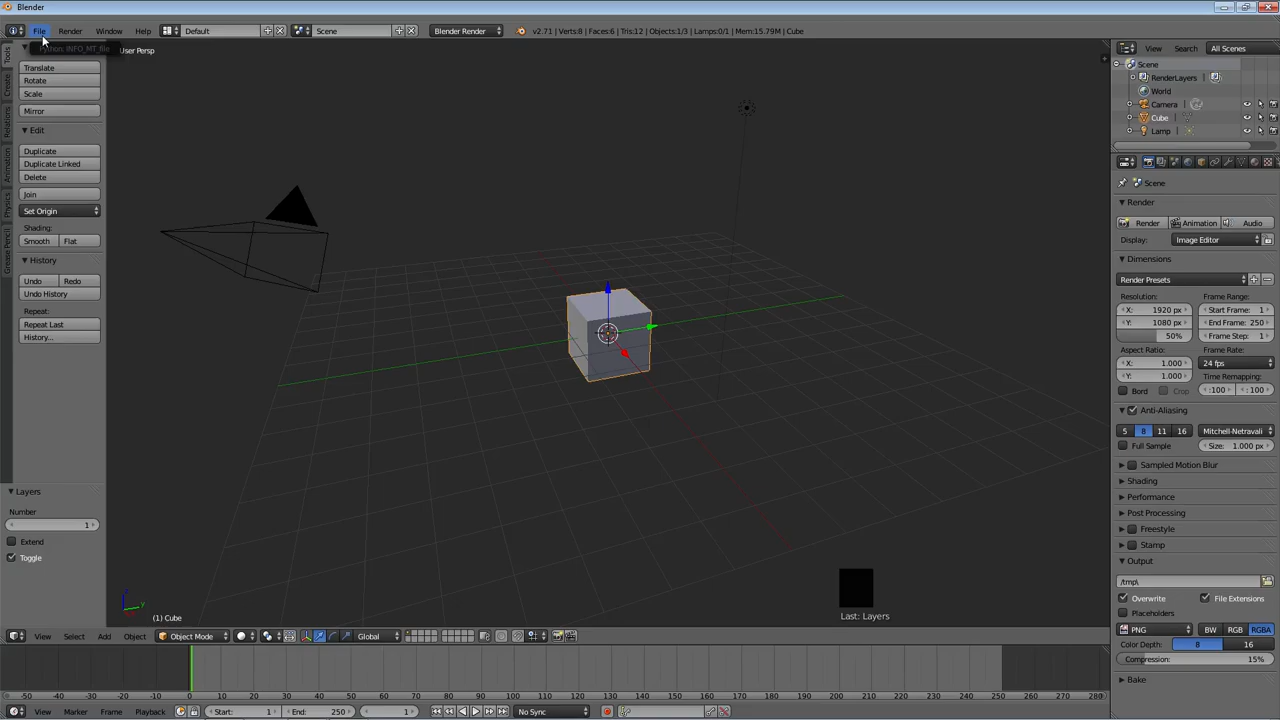 Blender
File Render Window Help Default Scene Blender Render v2.71 | Verts:8 | Faces:6 | Tris:12 | Objects:1/3 | Lamps:0/1 | Mem:15.79M | Cube
Python: INFO_MT_file
User Persp
Tools
Create
Relations
Animation
Physics
Grease Pencil
Translate
Rotate
Scale
Mirror
Edit
Duplicate
Duplicate Linked
Delete
Join
Set Origin
Shading:
Smooth Flat
History
Undo Redo
Undo History
Repeat:
Repeat Last
History...
Layers
Number
1
Extend
Toggle
(1) Cube
Last: Layers
View Select Add Object Object Mode Global
-50 -40 -30 -20 -10 0 10 20 30 40 50 60 70 80 90 100 110 120 130 140 150 160 170 180 190 200 210 220 230 240 250 260 270 280
View Marker Frame Playback Start: 1 End: 250 1 No Sync
View Search All Scenes
Scene
RenderLayers
World
Camera
Cube
Lamp
Scene
Render
Render Animation Audio
Display: Image Editor
Dimensions
Render Presets
Resolution: Frame Range:
X: 1920 px Start Frame: 1
Y: 1080 px End Frame: 250
50% Frame Step: 1
Aspect Ratio: Frame Rate:
X: 1.000 24 fps
Y: 1.000 Time Remapping:
Bord Crop :100 : 100
Anti-Aliasing
5 8 11 16 Mitchell-Netravali
Full Sample Size: 1.000 px
Sampled Motion Blur
Shading
Performance
Post Processing
Freestyle
Stamp
Output
/tmp\
Overwrite File Extensions
Placeholders
PNG BW RGB RGBA
Color Depth: 8 16
Compression: 15%
Bake